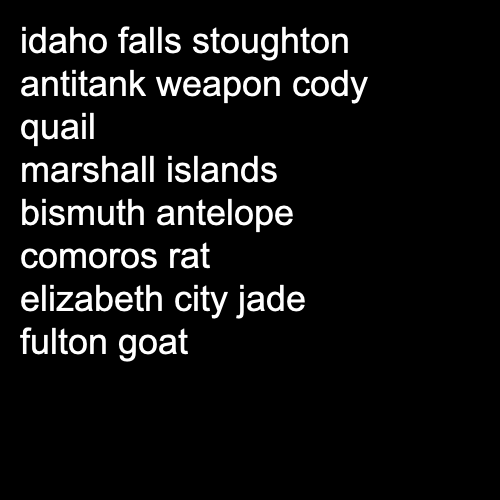 idaho falls stoughton
antitank weapon cody
quail
marshall islands
bismuth antelope
comoros rat
elizabeth city jade
fulton goat